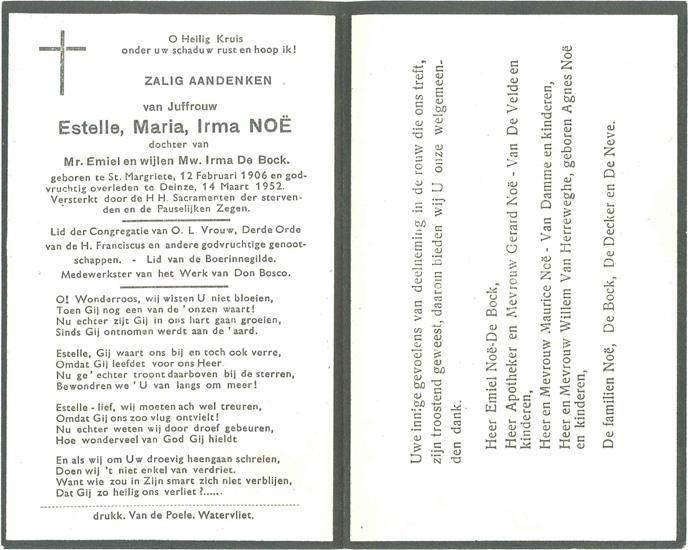 O Heilig Kruis
onder uw schaduw rust en hoop ik!
ZALIG AANDENKEN
van Juffrouw
Estelle, Maria, Irma NOË
dochter van
Mr. Emiel en wijlen Mw. Irma De Bock.
geboren te St. Margriete, 12 Februari 1906 en god-
vruchtig overleden te Deinze, 14 Maart 1952.
Versterkt door de H H. Sacramenten der sterven-
den en de Pauselijken Zegen.
Lid der Congregatie van O. L. Vrouw, Derde Orde
van de H. Franciscus en andere godvruchtige genoot-
schappen. - Lid van de Boerinnegilde.
Medewerkster van het Werk van Don Bosco.
O! Wonderroos, wij wisten U niet bloeien,
Toen Gij nog een van de 'onzen waart!
Nu echter zijt Gij in ons hart gaan groeien,
Sinds Gij ontnomen werdt aan de 'aard.
Estelle, Gij waart ons bij en toch ook verre,
Omdat Gij leefdet voor ons Heer.
Nu ge' echter troont daarboven bij de sterren,
Bewondren we 'U van langs om meer!
Estelle - lief, wij moeten ach wel treuren,
Omdat Gij ons zoo vlug ontvielt!
Nu echter weten wij door droef gebeuren,
Hoe wonderveel van God Gij hieldt
En als wij om Uw droevig heengaan schreien,
Doen wij 't niet enkel van verdriet.
Want wie zou in Zijn smart zich niet verblijen,
Dat Gij zo heilig ons verliet ?.....
drukk. Van de Poele. Watervliet.
Uwe innige gevoelens van deelneming in de rouw die ons treft,
zijn troostend geweest, daarom bieden wij U onze welgemeen-
den dank.
Heer Emiel Noë-De Bock,
Heer Apotheker en Mevrouw Gerard Noë - Van De Velde en
kinderen,
Heer en Mevrouw Maurice Noë - Van Damme en kinderen,
Heer en Mevrouw Willem Van Herreweghe, geboren Agnes Noë
en kinderen,
De familien Noë, De Bock, De Decker en De Neve.